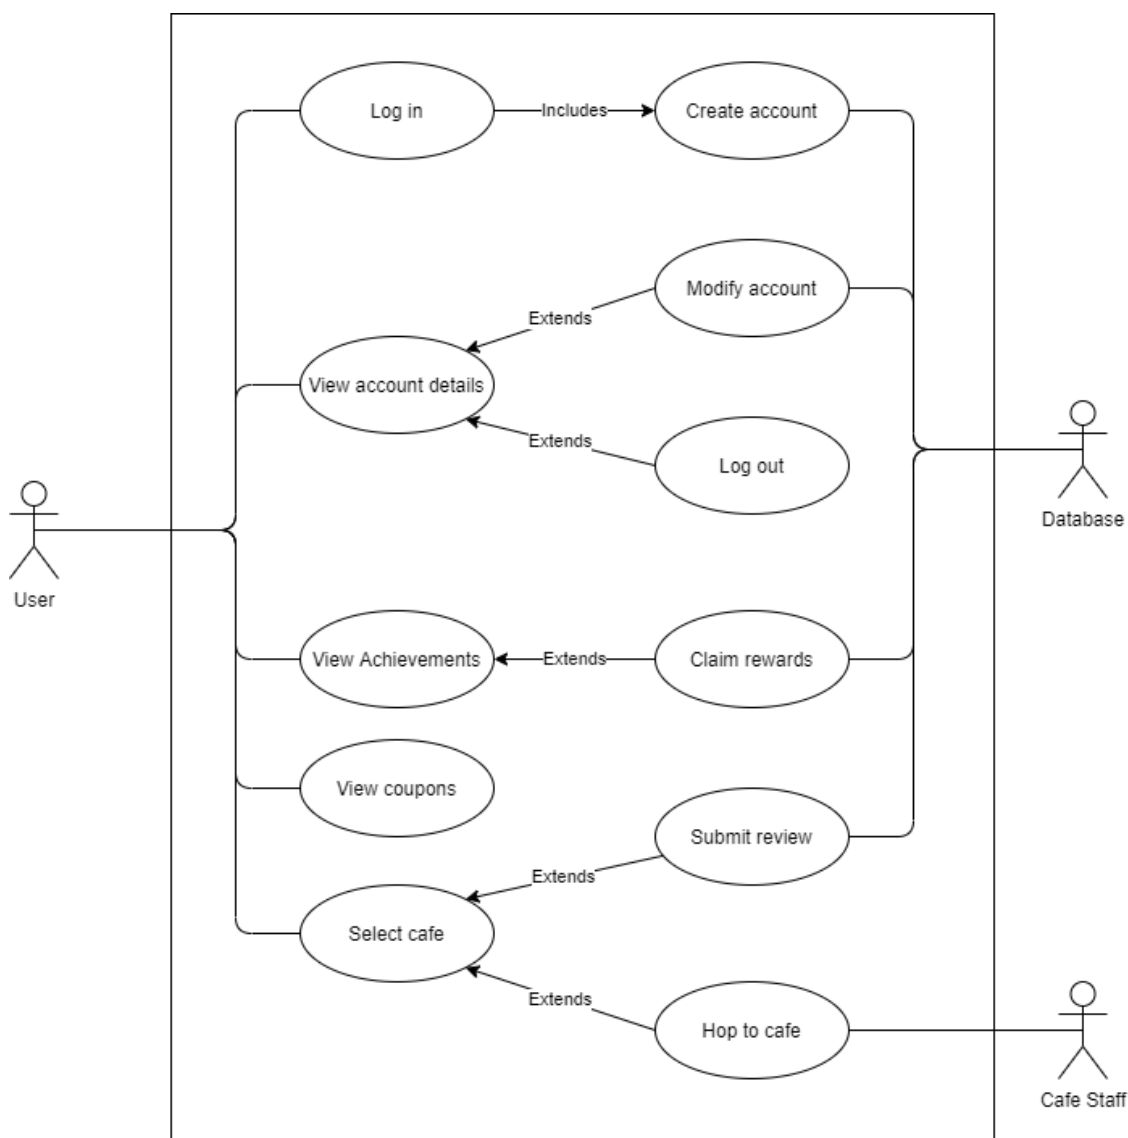 Log in
Includes
Create account
Modify account
Extends
View account details
Extends
Log out
Database
User
View Achievements
Extends
Claim rewards
View coupons
Submit review
Extends
Select cafe
Extends
Hop to cafe
Cafe Staff